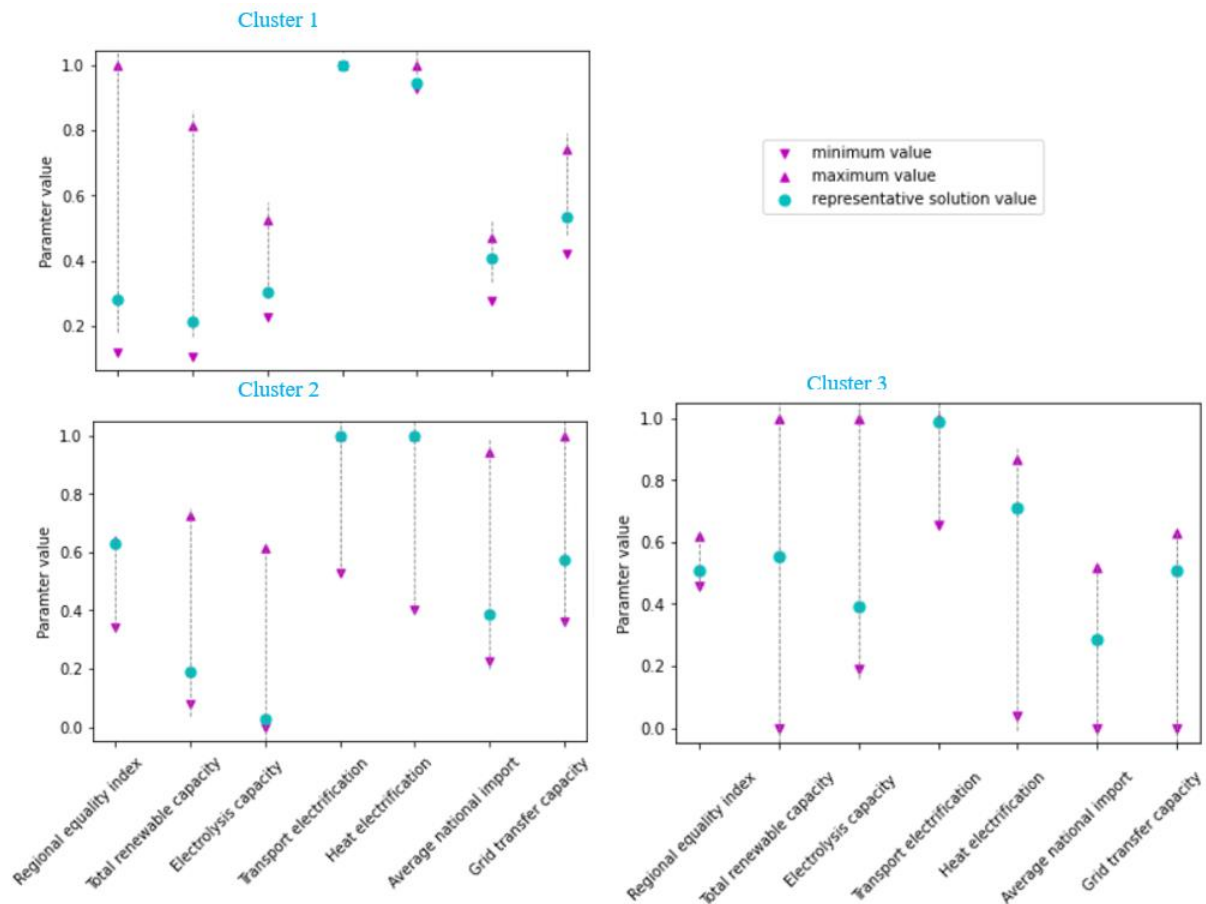 Cluster 1
1.0
0.8
0.6
0.4
0.2
Paramter value
minimum value
maximum value
representative solution value
Cluster 2
1.0
0.8
0.6
0.4
0.2
0.0
Paramter value
Regional equality index
Total renewable capacity
Electrolysis capacity
Transport electrification
Heat electrification
Average national import
Grid transfer capacity
Cluster 3
1.0
0.8
0.6
0.4
0.2
0.0
Paramter value
Regional equality index
Total renewable capacity
Electrolysis capacity
Transport electrification
Heat electrification
Average national import
Grid transfer capacity